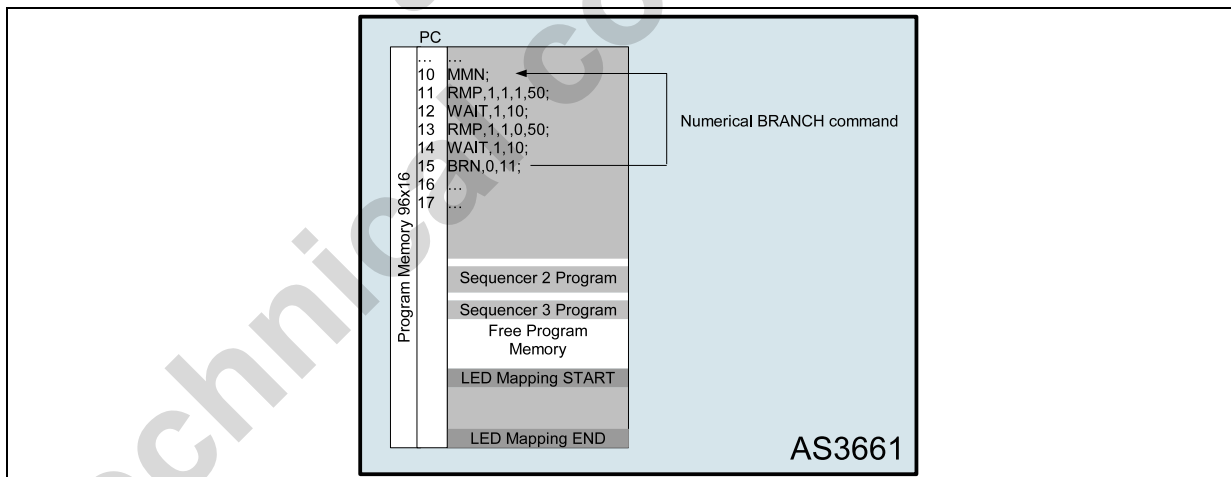 PC
... ...
10 MMN;
11 RMP,1,1,1,50;
12 WAIT,1,10;
13 RMP,1,1,0,50;
14 WAIT,1,10;
15 BRN,0,11;
16 ...
17 ...
Numerical BRANCH command
Program Memory 96x16
Sequencer 2 Program
Sequencer 3 Program
Free Program
Memory
LED Mapping START
LED Mapping END
AS3661